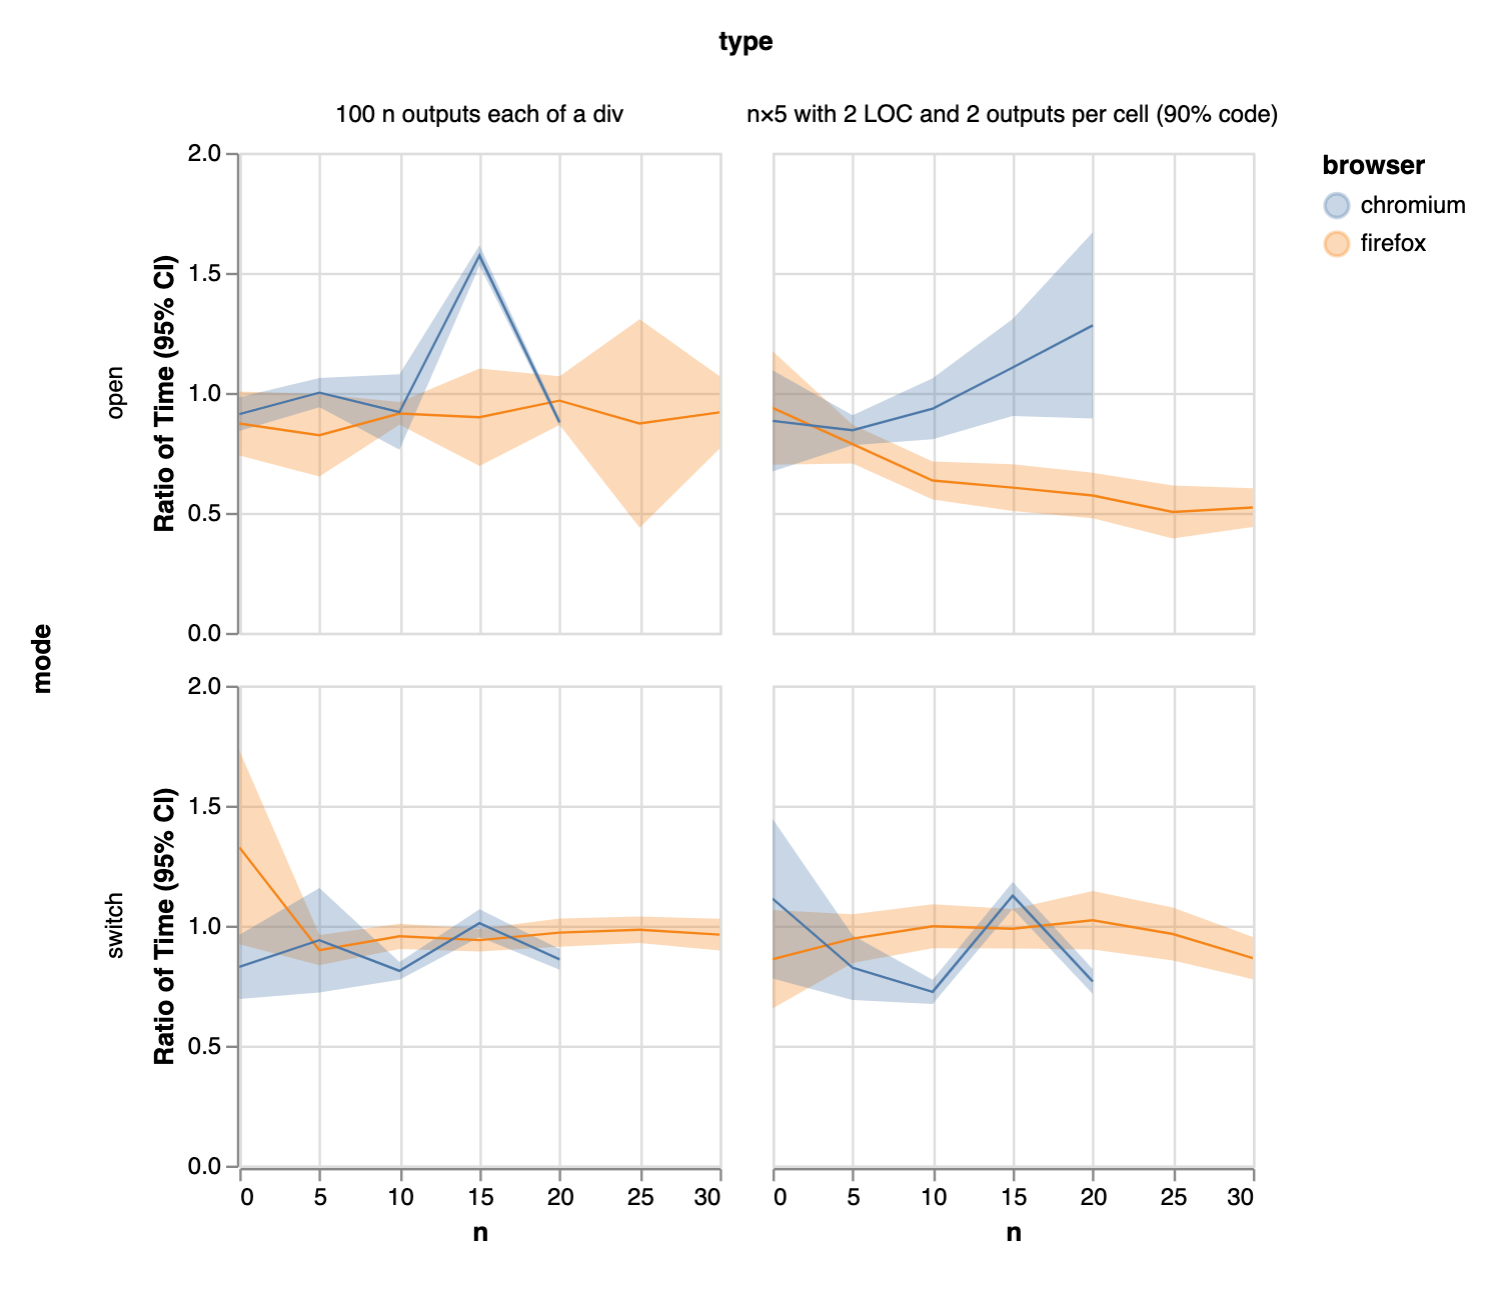 type
100 n outputs each of a div
n×5 with 2 LOC and 2 outputs per cell (90% code)
browser
chromium
firefox
mode
open
Ratio of Time (95% CI)
2.0
1.5
1.0
0.5
0.0
switch
Ratio of Time (95% CI)
2.0
1.5
1.0
0.5
0.0
0 5 10 15 20 25 30
0 5 10 15 20 25 30
n
n